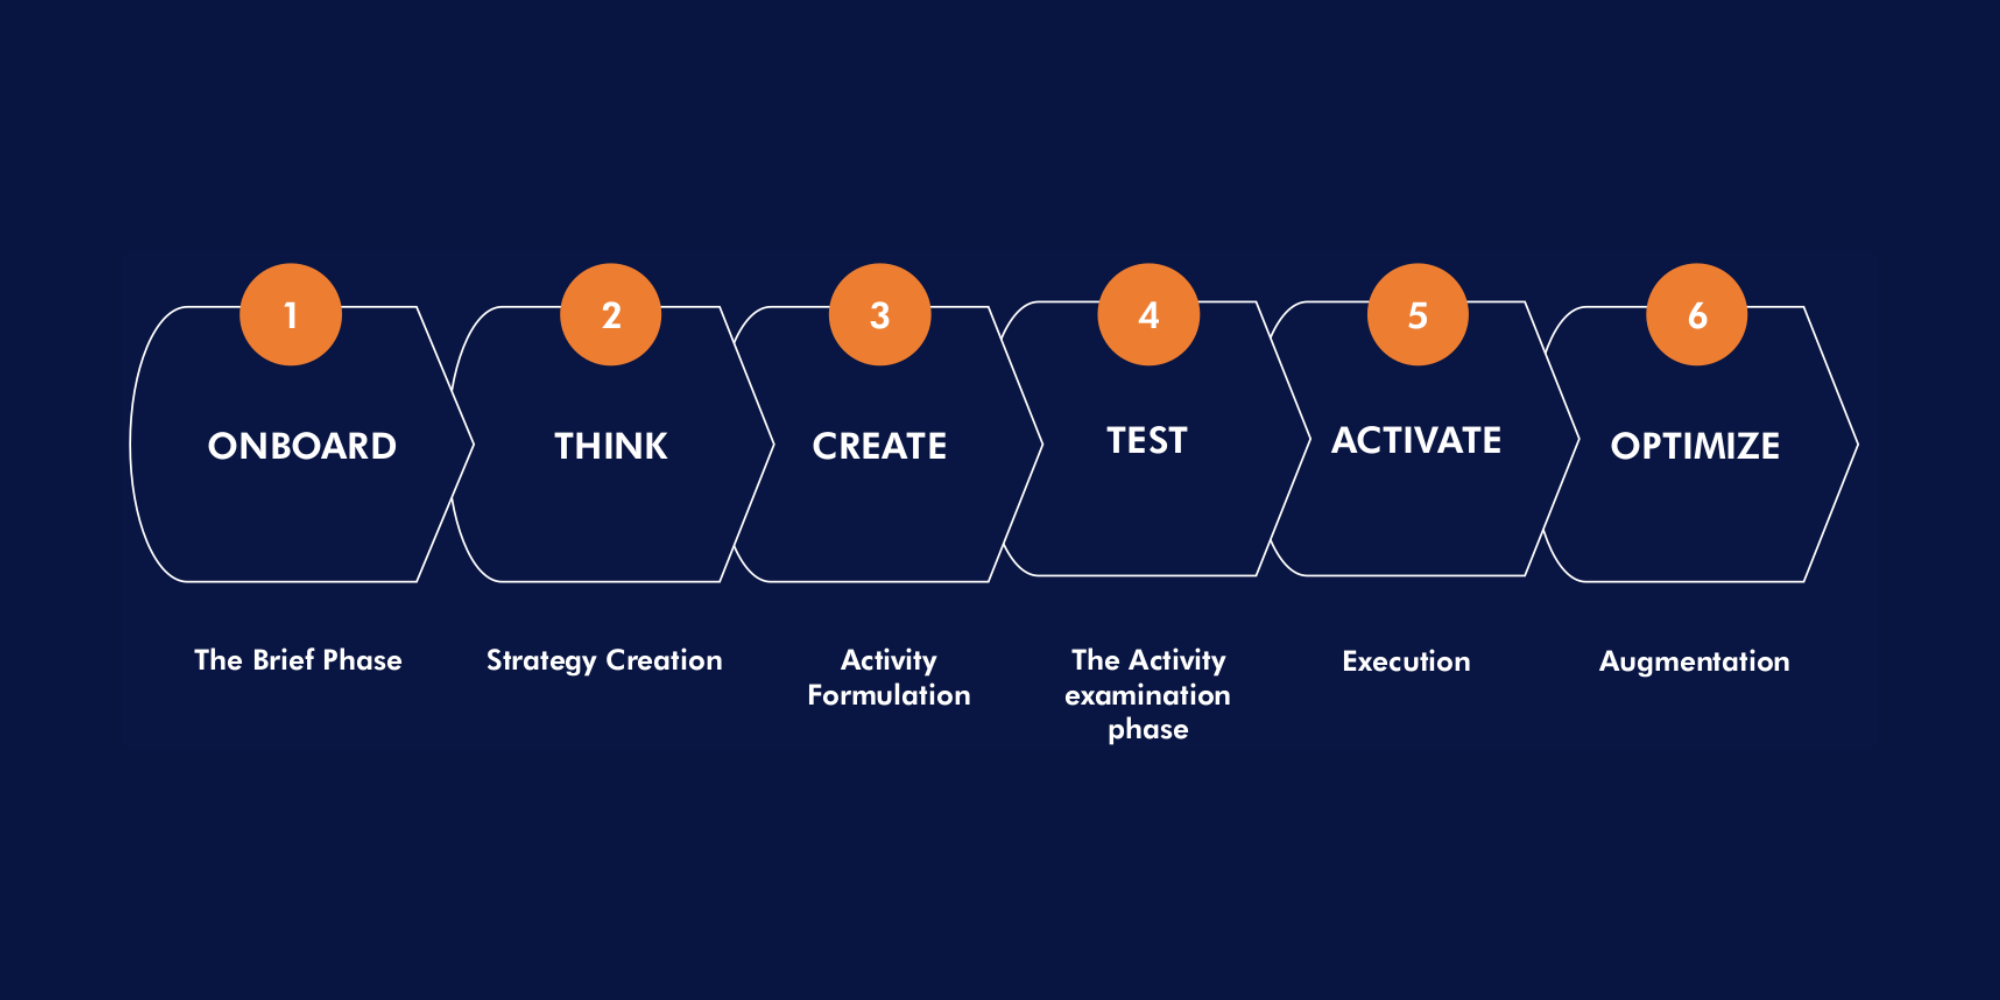 1
ONBOARD
The Brief Phase
2
THINK
Strategy Creation
3
CREATE
Activity
Formulation
4
TEST
The Activity
examination
phase
5
ACTIVATE
Execution
6
OPTIMIZE
Augmentation